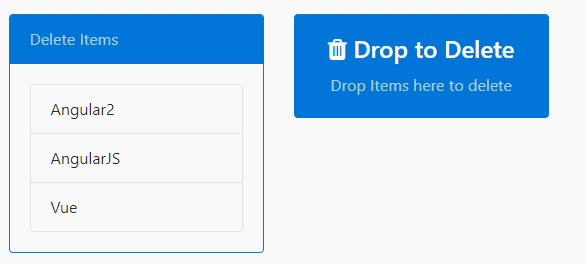 Delete Items
Angular2
AngularJS
Vue
Drop to Delete
Drop Items here to delete